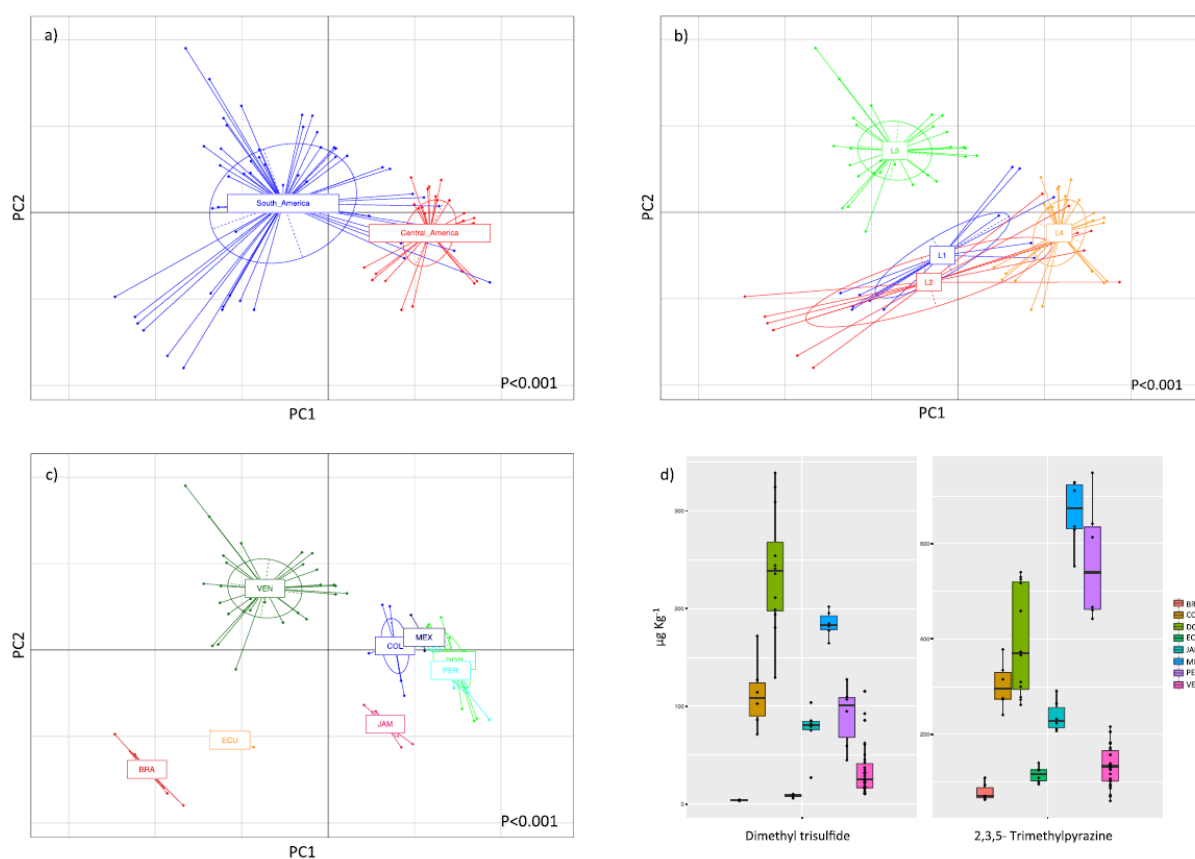 a)
South_America
Central_America
PC2
P<0.001
PC1
b)
L3
L4
L1
L2
PC2
P<0.001
PC1
c)
VEN
MEX
COL
PER
JAM
ECU
BRA
PC2
P<0.001
PC1
d)
µg Kg-1
300
200
100
0
600
400
200
Dimethyl trisulfide
2,3,5- Trimethylpyrazine
BR
CO
DO
EC
JA
PE
VE